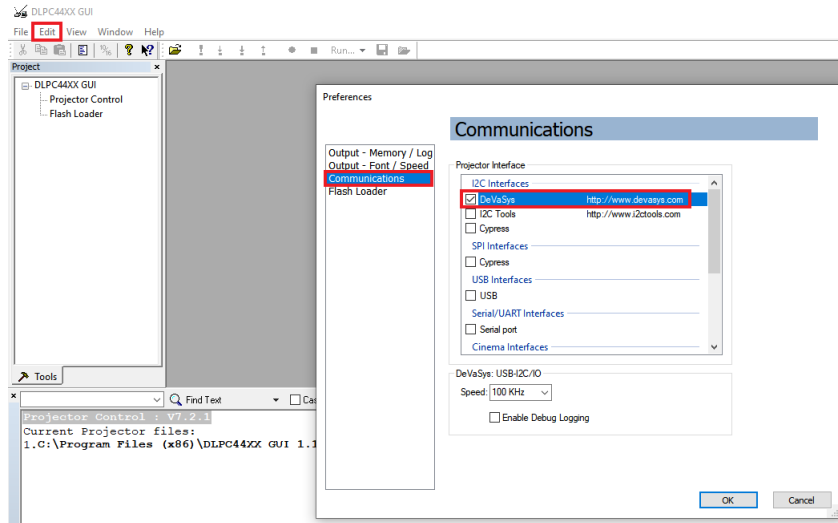 DLPC44XX GUI
File Edit View Window Help
Run...
Project
DLPC44XX GUI
Projector Control
Flash Loader
Tools
Find Text
Cas
Projector Control : V7.2.1
Current Projector files:
1.C:\Program Files (x86)\DLPC44XX GUI 1.1
Preferences
Output - Memory / Log
Output - Font / Speed
Communications
Flash Loader
Communications
Projector Interface
I2C Interfaces
DeVaSys http://www.devasys.com
I2C Tools http://www.i2ctools.com
Cypress
SPI Interfaces
Cypress
USB Interfaces
USB
Serial/UART Interfaces
Serial port
Cinema Interfaces
DeVaSys: USB-I2C/IO
Speed: 100 KHz
Enable Debug Logging
OK Cancel